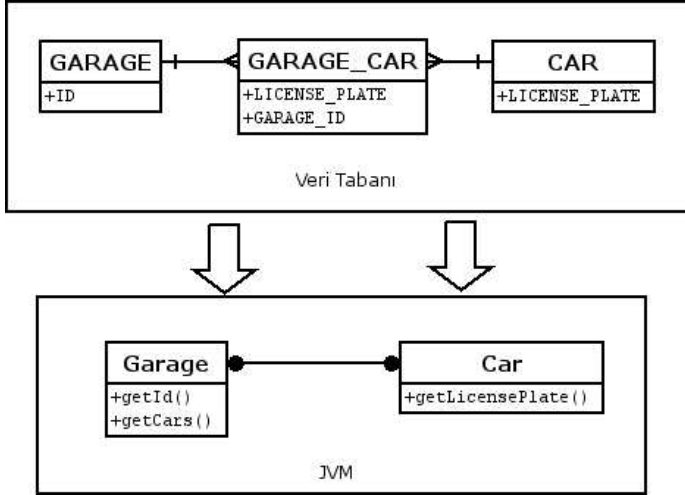 GARAGE
+ID
GARAGE_CAR
+LICENSE_PLATE
+GARAGE_ID
CAR
+LICENSE_PLATE
Veri Tabanı
Garage
+getId()
+getCars()
Car
+getLicensePlate()
JVM